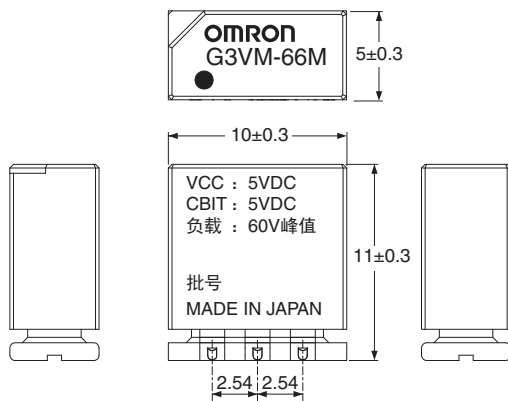 OMRON
G3VM-66M
5±0.3
10±0.3
VCC : 5VDC
CBIT : 5VDC
负载 : 60V峰值
11±0.3
批号
MADE IN JAPAN
2.54 2.54